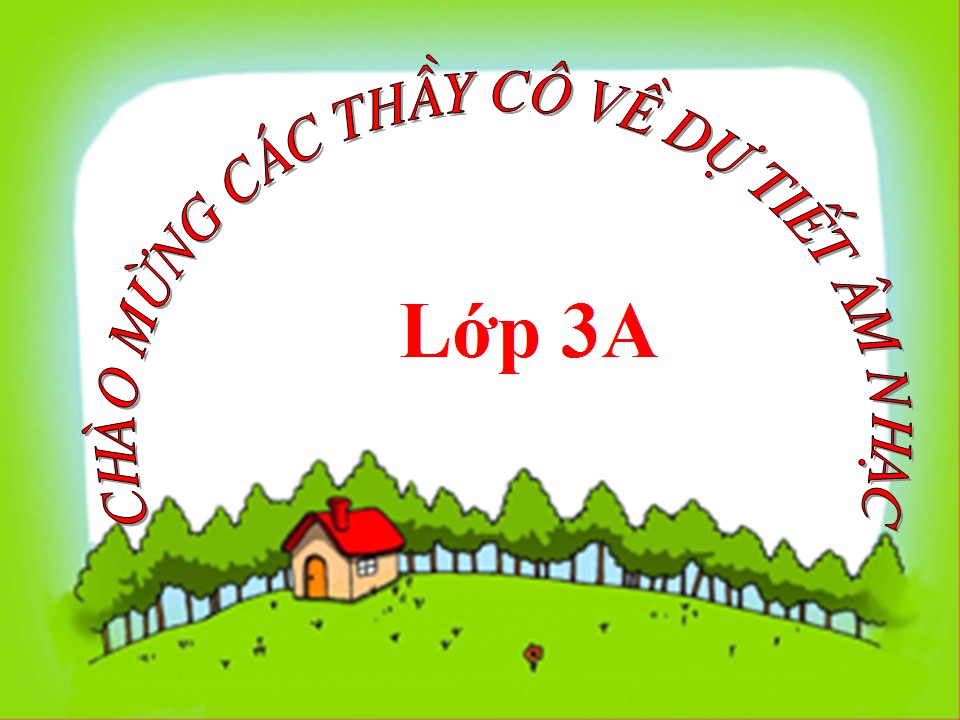 CHÀO MỪNG CÁC THẦY CÔ VỀ DỰ TIẾT ÂM NHẠC
Lớp 3A